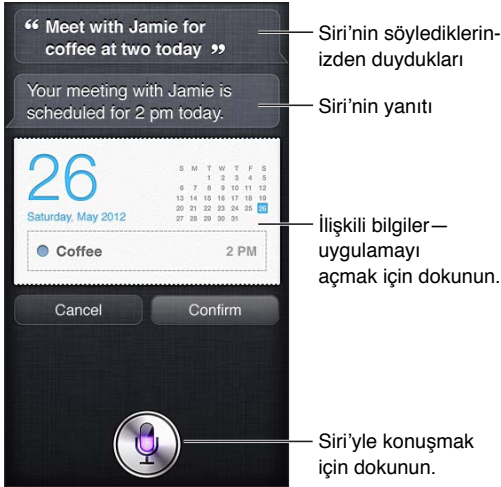 “ Meet with Jamie for
coffee at two today ”
Siri’nin söylediklerin-
izden duydukları
Your meeting with Jamie is
scheduled for 2 pm today.
Siri’nin yanıtı
26
Saturday, May 2012
S M T W T F S
1 2 3 4 5
6 7 8 9 10 11 12
13 14 15 16 17 18 19
20 21 22 23 24 25 26
27 28 29 30 31
Coffee 2 PM
İlişkili bilgiler—
uygulamayı
açmak için dokunun.
Cancel Confirm
Siri’yle konuşmak
için dokunun.